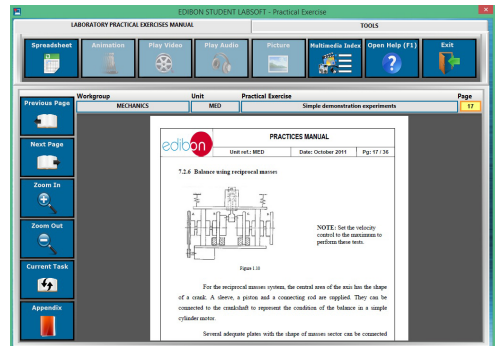 EDIBON STUDENT LABSOFT - Practical Exercise
LABORATORY PRACTICAL EXERCISES MANUAL
TOOLS
Spreadsheet
Animation
Play Video
Play Audio
Picture
Multimedia Index
Open Help (F1)
Exit
Workgroup
Unit
Practical Exercise
Page
MECHANICS
MED
Simple demonstration experiments
17
Previous Page
Next Page
Zoom In
Zoom Out
Current Task
Appendix
edibon
PRACTICES MANUAL
Unit ref.: MED
Date: October 2011
Pg: 17 / 36
7.2.6 Balance using reciprocal masses
NOTE: Set the velocity
control to the maximum to
perform these tests.
Figure 1.10
For the reciprocal masses system, the central area of the axis has the shape
of a crank. A sleeve, a piston and a connecting rod are supplied. They can be
connected to the crankshaft to represent the condition of the balance in a simple
cylinder motor.
Several adequate plates with the shape of masses sector can be connected